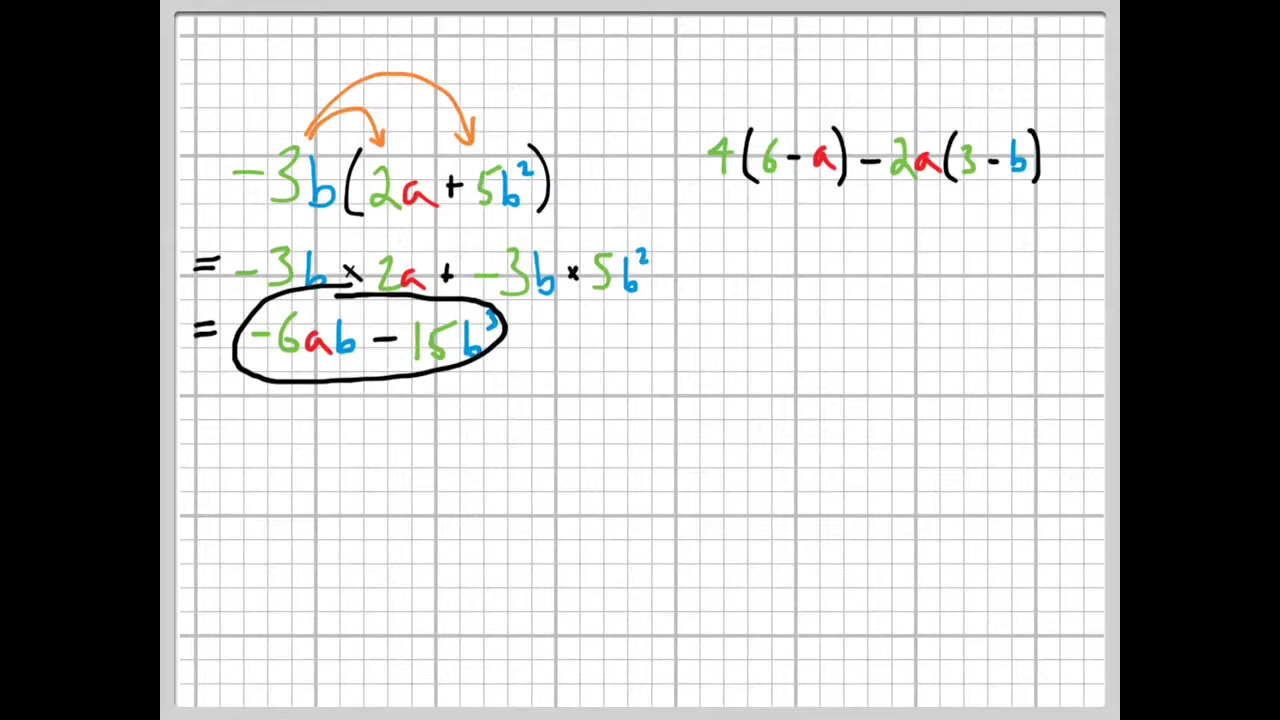 -3b(2a + 5b²)
= -3b × 2a + -3b × 5b²
= -6ab - 15b³
4(6 - a) - 2a(3 - b)